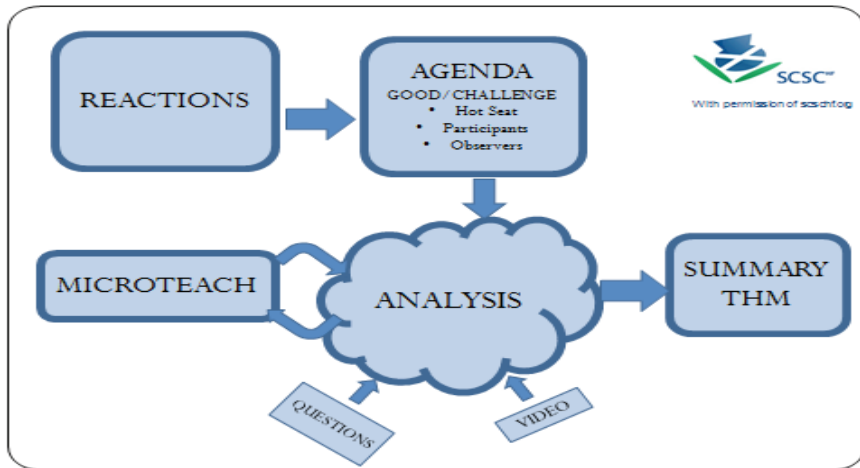 REACTIONS
AGENDA
GOOD/CHALLENGE
• Hot Seat
• Participants
• Observers
SCSC
With permission of scschf.org
MICROTEACH
ANALYSIS
SUMMARY
THM
QUESTIONS
VIDEO